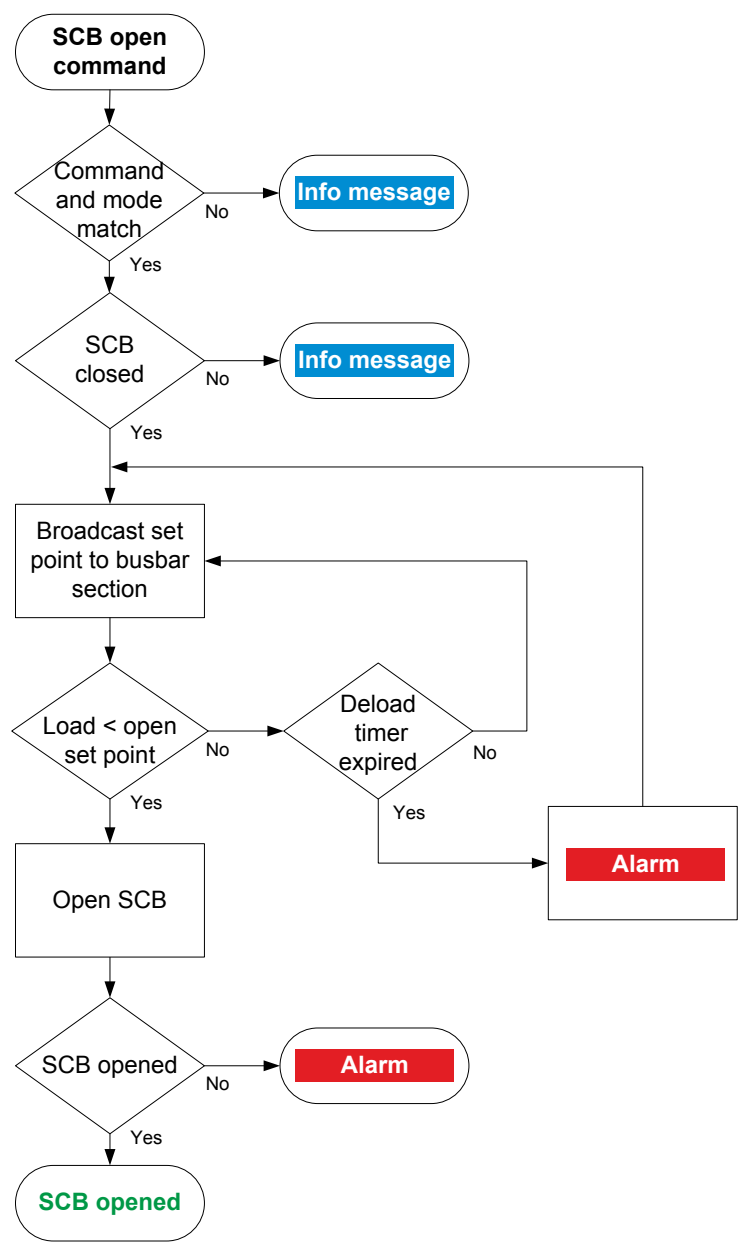 SCB open
command
Command
and mode
match
No
Info message
Yes
SCB
closed
No
Info message
Yes
Broadcast set
point to busbar
section
Load < open
set point
No
Deload
timer
expired
No
Yes
Yes
Alarm
Open SCB
SCB opened
No
Alarm
Yes
SCB opened